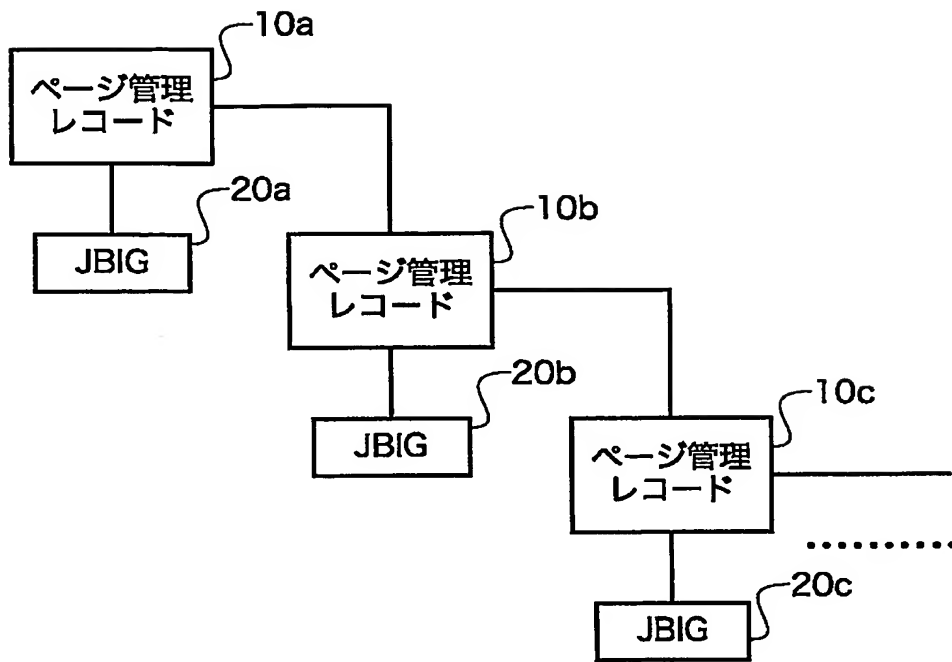 10a
ページ管理
レコード
20a
JBIG
10b
ページ管理
レコード
20b
JBIG
10c
ページ管理
レコード
20c
JBIG